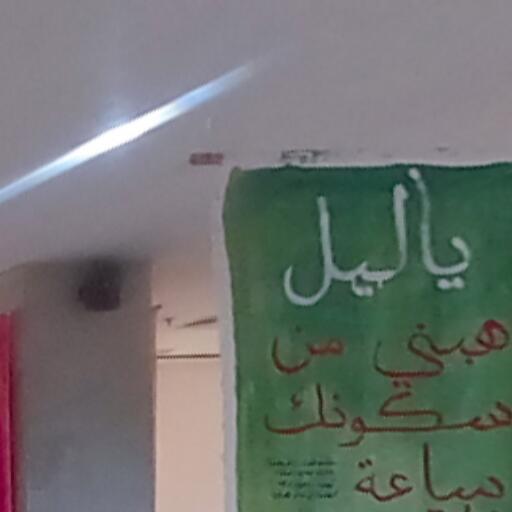 ياليل
هبني من
سكونك
ساعة